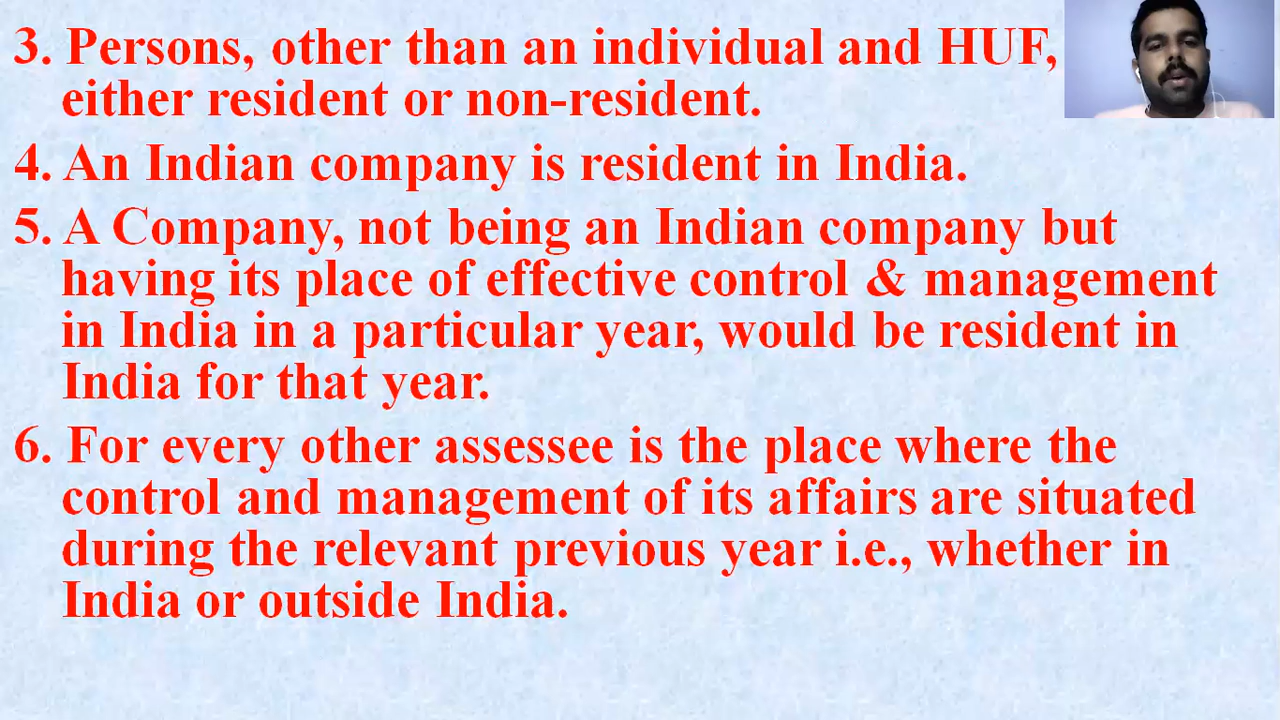 3. Persons, other than an individual and HUF,
either resident or non-resident.
4. An Indian company is resident in India.
5. A Company, not being an Indian company but
having its place of effective control & management
in India in a particular year, would be resident in
India for that year.
6. For every other assessee is the place where the
control and management of its affairs are situated
during the relevant previous year i.e., whether in
India or outside India.